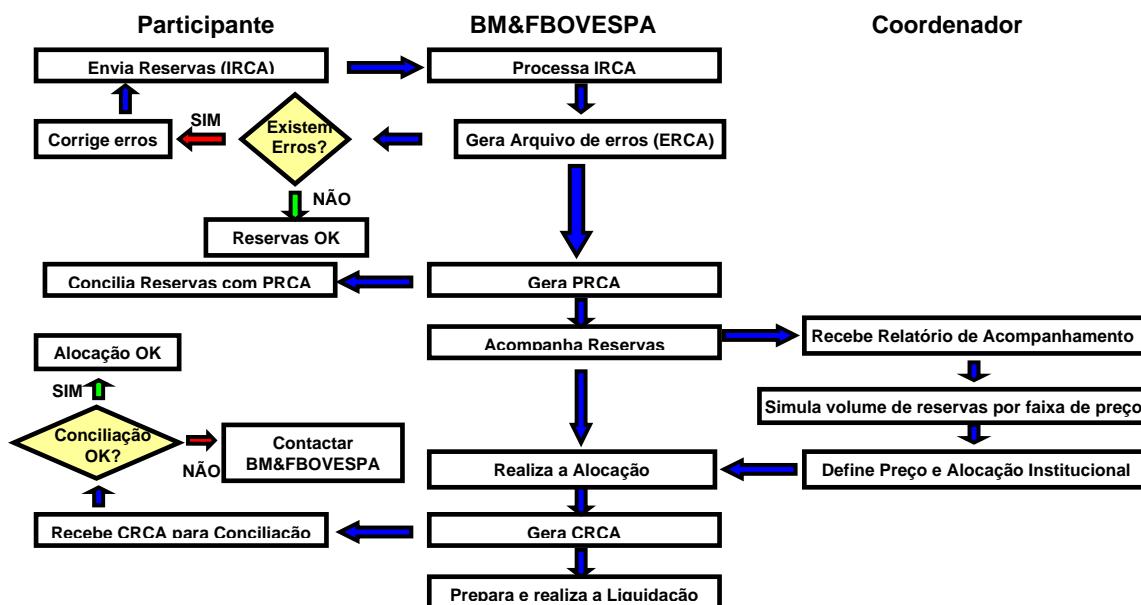 Participante
BM&FBOVESPA
Coordenador
Envia Reservas (IRCA)
Processa IRCA
SIM
Existem
Erros?
Corrige erros
Gera Arquivo de erros (ERCA)
NÃO
Reservas OK
Concilia Reservas com PRCA
Gera PRCA
Acompanha Reservas
Recebe Relatório de Acompanhamento
Alocação OK
SIM
Simula volume de reservas por faixa de preço
Conciliação
OK?
NÃO
Contactar
BM&FBOVESPA
Realiza a Alocação
Define Preço e Alocação Institucional
Recebe CRCA para Conciliação
Gera CRCA
Prepara e realiza a Liquidação